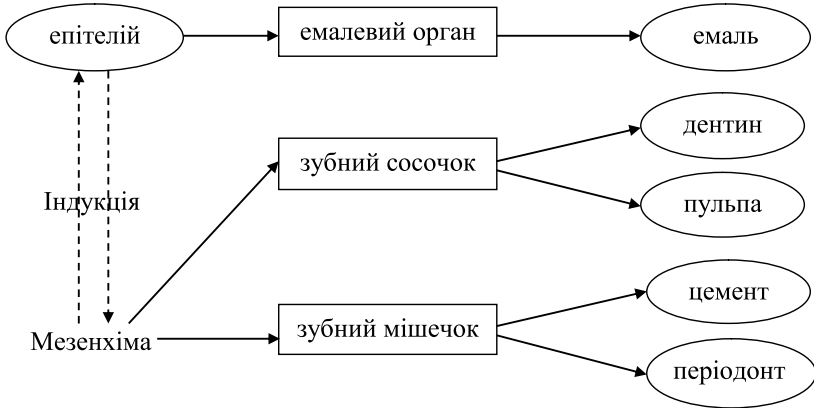 епітелій
емалевий орган
емаль
дентин
зубний сосочок
пульпа
Індукція
цемент
зубний мішечок
Мезенхіма
періодонт